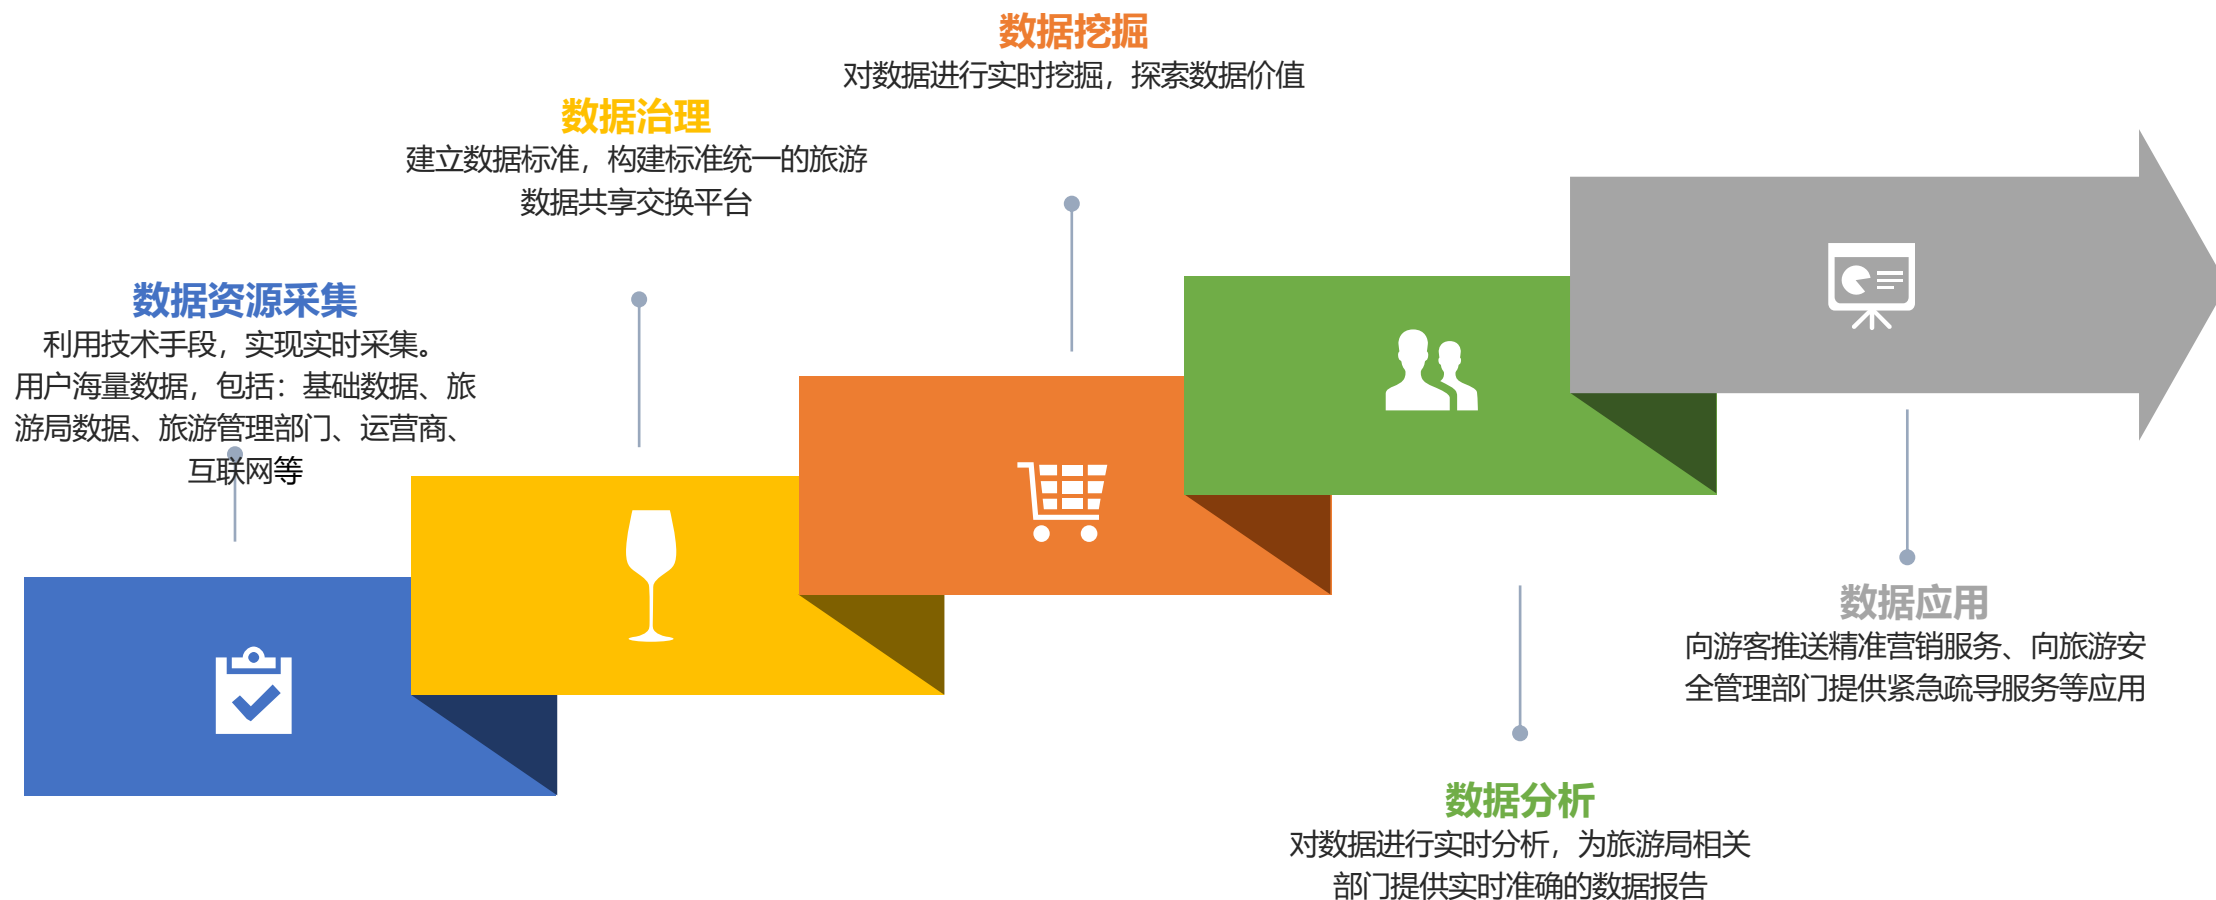 数据资源采集
利用技术手段，实现实时采集。
用户海量数据，包括：基础数据、旅
游局数据、旅游管理部门、运营商、
互联网等
数据治理
建立数据标准，构建标准统一的旅游
数据共享交换平台
数据挖掘
对数据进行实时挖掘，探索数据价值
数据分析
对数据进行实时分析，为旅游局相关
部门提供实时准确的数据报告
数据应用
向游客推送精准营销服务、向旅游安
全管理部门提供紧急疏导服务等应用